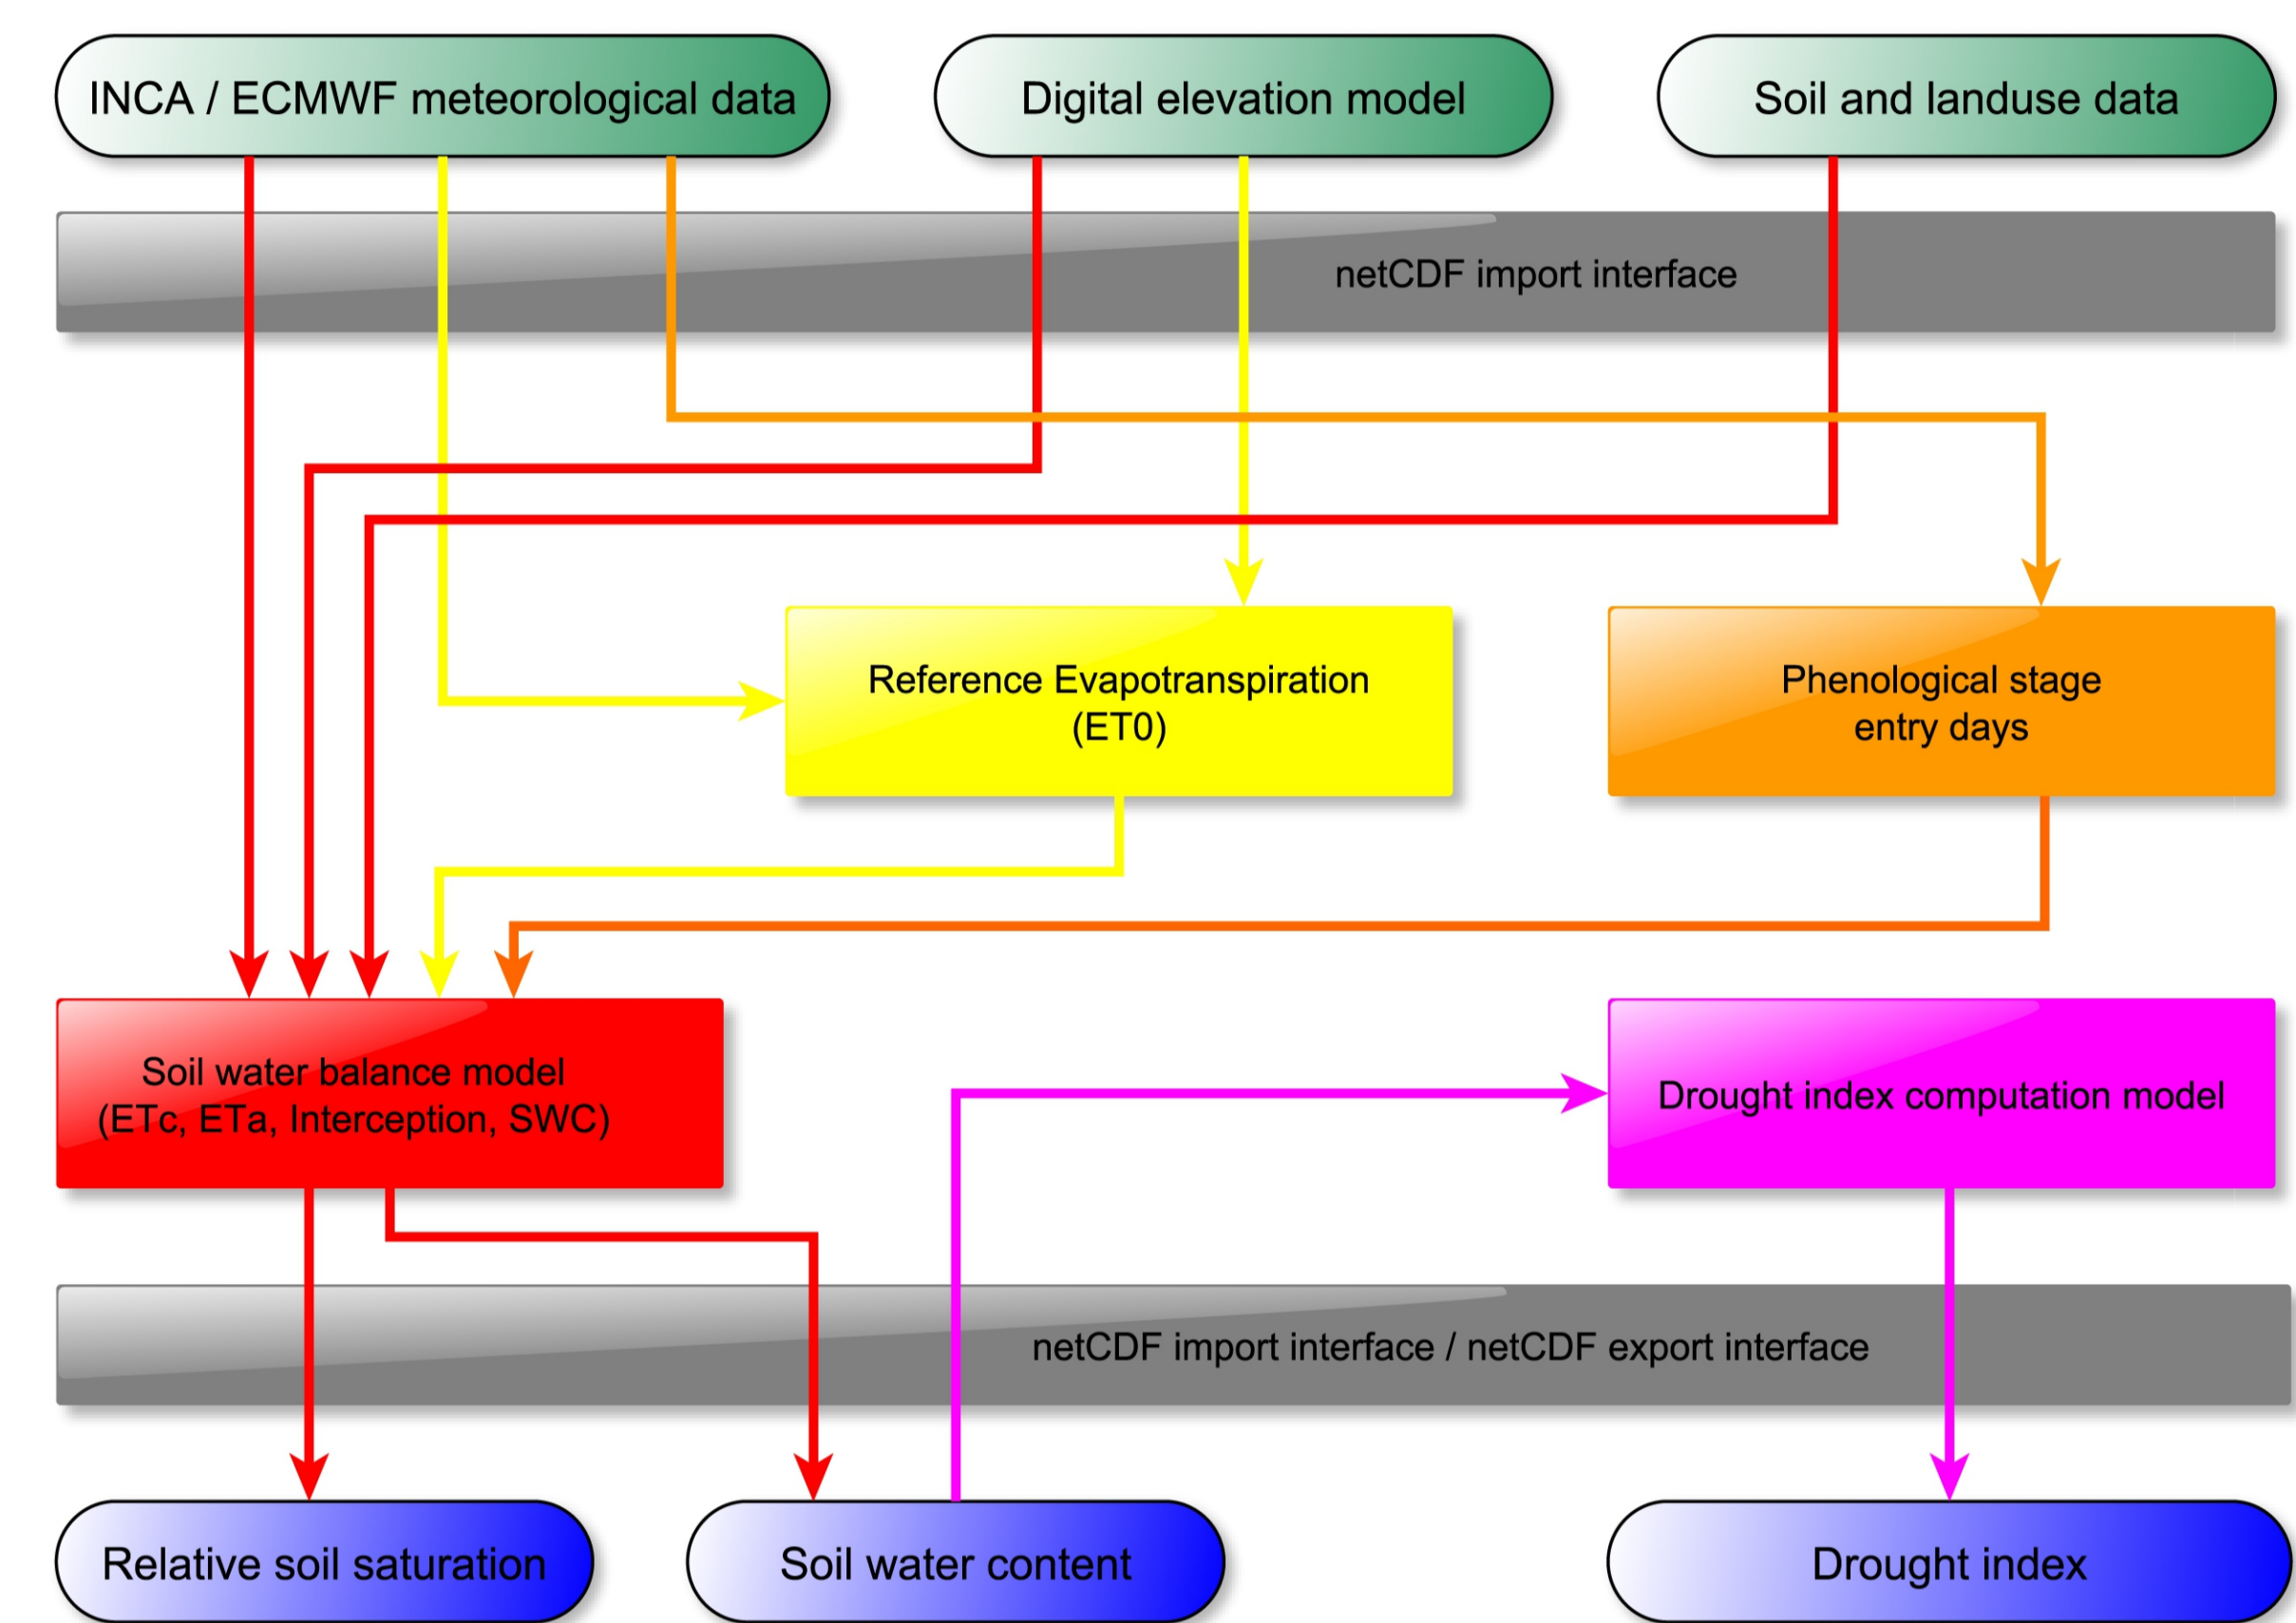 INCA / ECMWF meteorological data
Digital elevation model
Soil and landuse data
netCDF import interface
Reference Evapotranspiration
(ET0)
Phenological stage
entry days
Soil water balance model
(ETc, ETa, Interception, SWC)
Drought index computation model
netCDF import interface / netCDF export interface
Relative soil saturation
Soil water content
Drought index